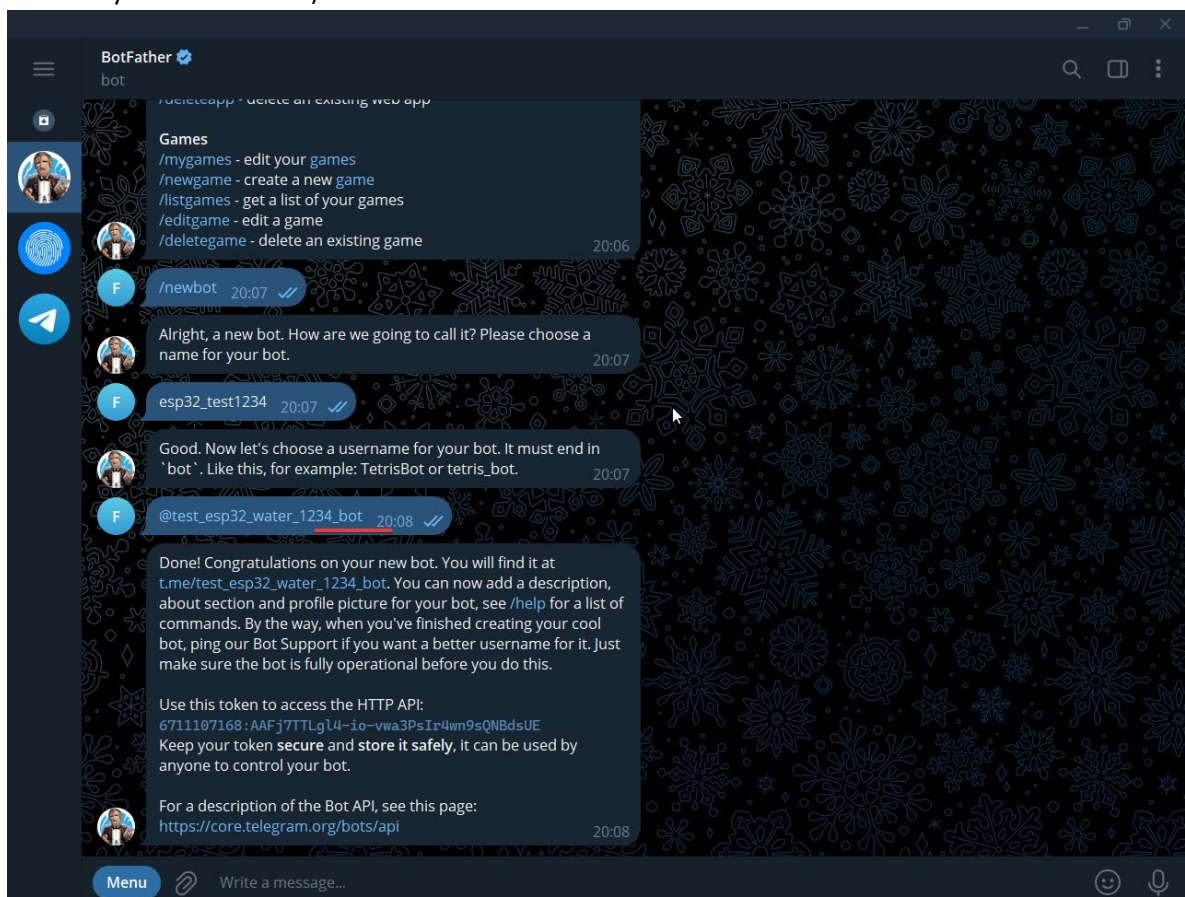 BotFather
bot
/deleteapp - delete an existing web app
Games
/mygames - edit your games
/newgame - create a new game
/listgames - get a list of your games
/editgame - edit a game
/deletegame - delete an existing game
20:06
F
/newbot 20:07
Alright, a new bot. How are we going to call it? Please choose a
name for your bot.
20:07
F
esp32_test1234 20:07
Good. Now let's choose a username for your bot. It must end in
`bot`. Like this, for example: TetrisBot or tetris_bot.
20:07
F
@test_esp32_water_1234_bot 20:08
Done! Congratulations on your new bot. You will find it at
t.me/test_esp32_water_1234_bot. You can now add a description,
about section and profile picture for your bot, see /help for a list of
commands. By the way, when you've finished creating your cool
bot, ping our Bot Support if you want a better username for it. Just
make sure the bot is fully operational before you do this.
Use this token to access the HTTP API:
6711107168:AAFj7TTLgl4-io-vwa3PsIr4wn9sQNBdsUE
Keep your token secure and store it safely, it can be used by
anyone to control your bot.
For a description of the Bot API, see this page:
https://core.telegram.org/bots/api
20:08
Menu
Write a message...